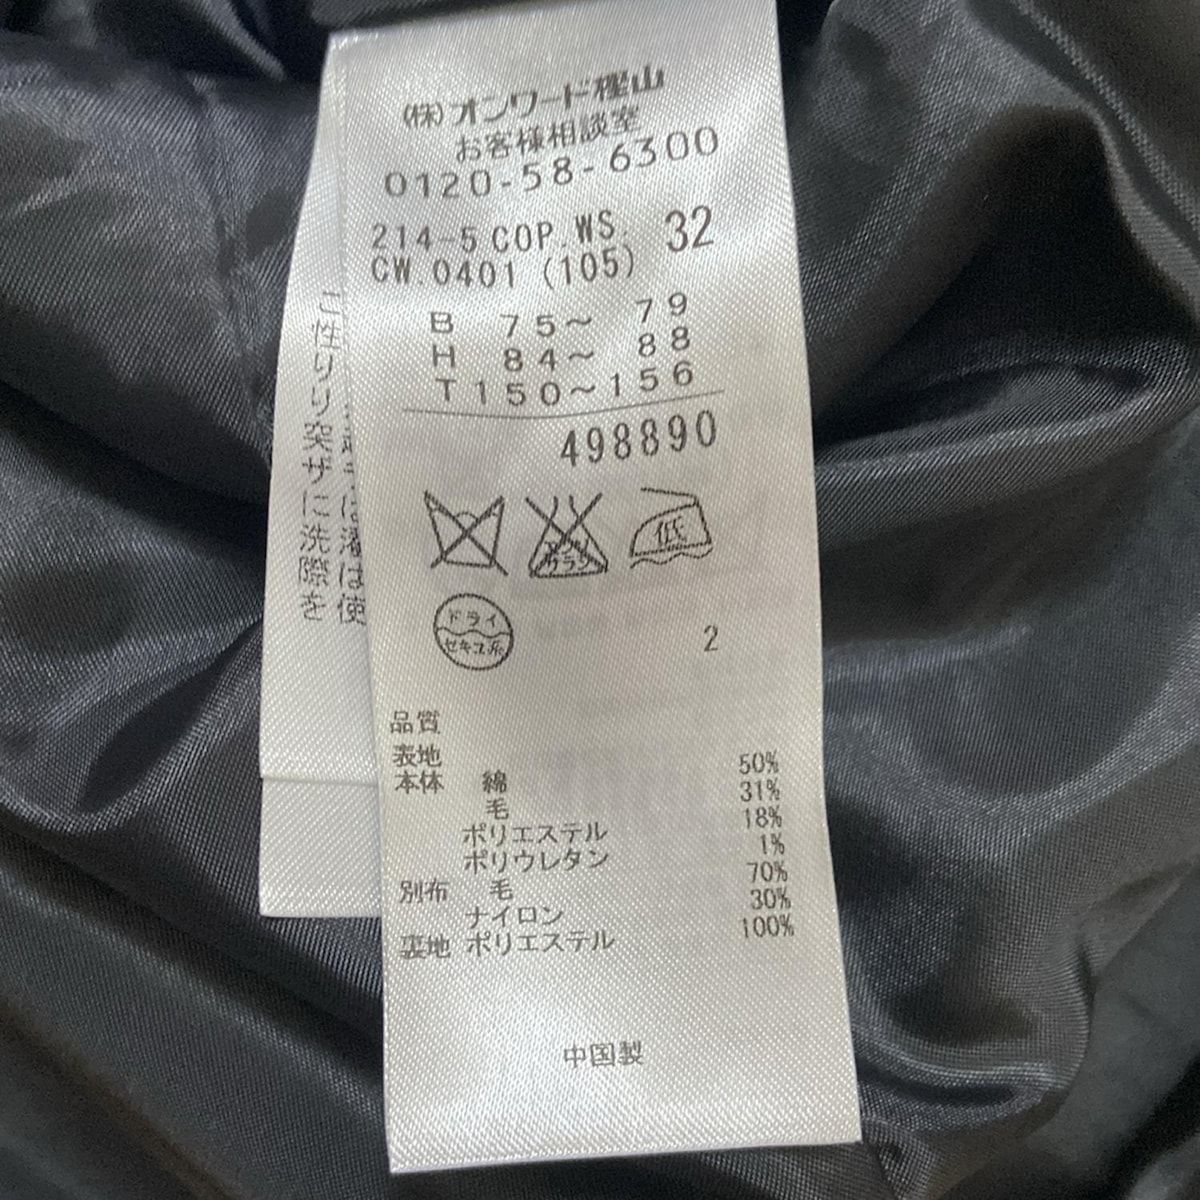 (株)オンワード樫山
お客様相談室
0120-58-6300
214-5 COP.WS. 32
CW.0401 (105)
B 75～ 79
H 84～ 88
T150～156
498890
低
ドライ
セキユ系
2
品質
表地
本体 綿 50%
毛 31%
ポリエステル 18%
ポリウレタン 1%
別布 毛 70%
ナイロン 30%
裏地 ポリエステル 100%
中国製